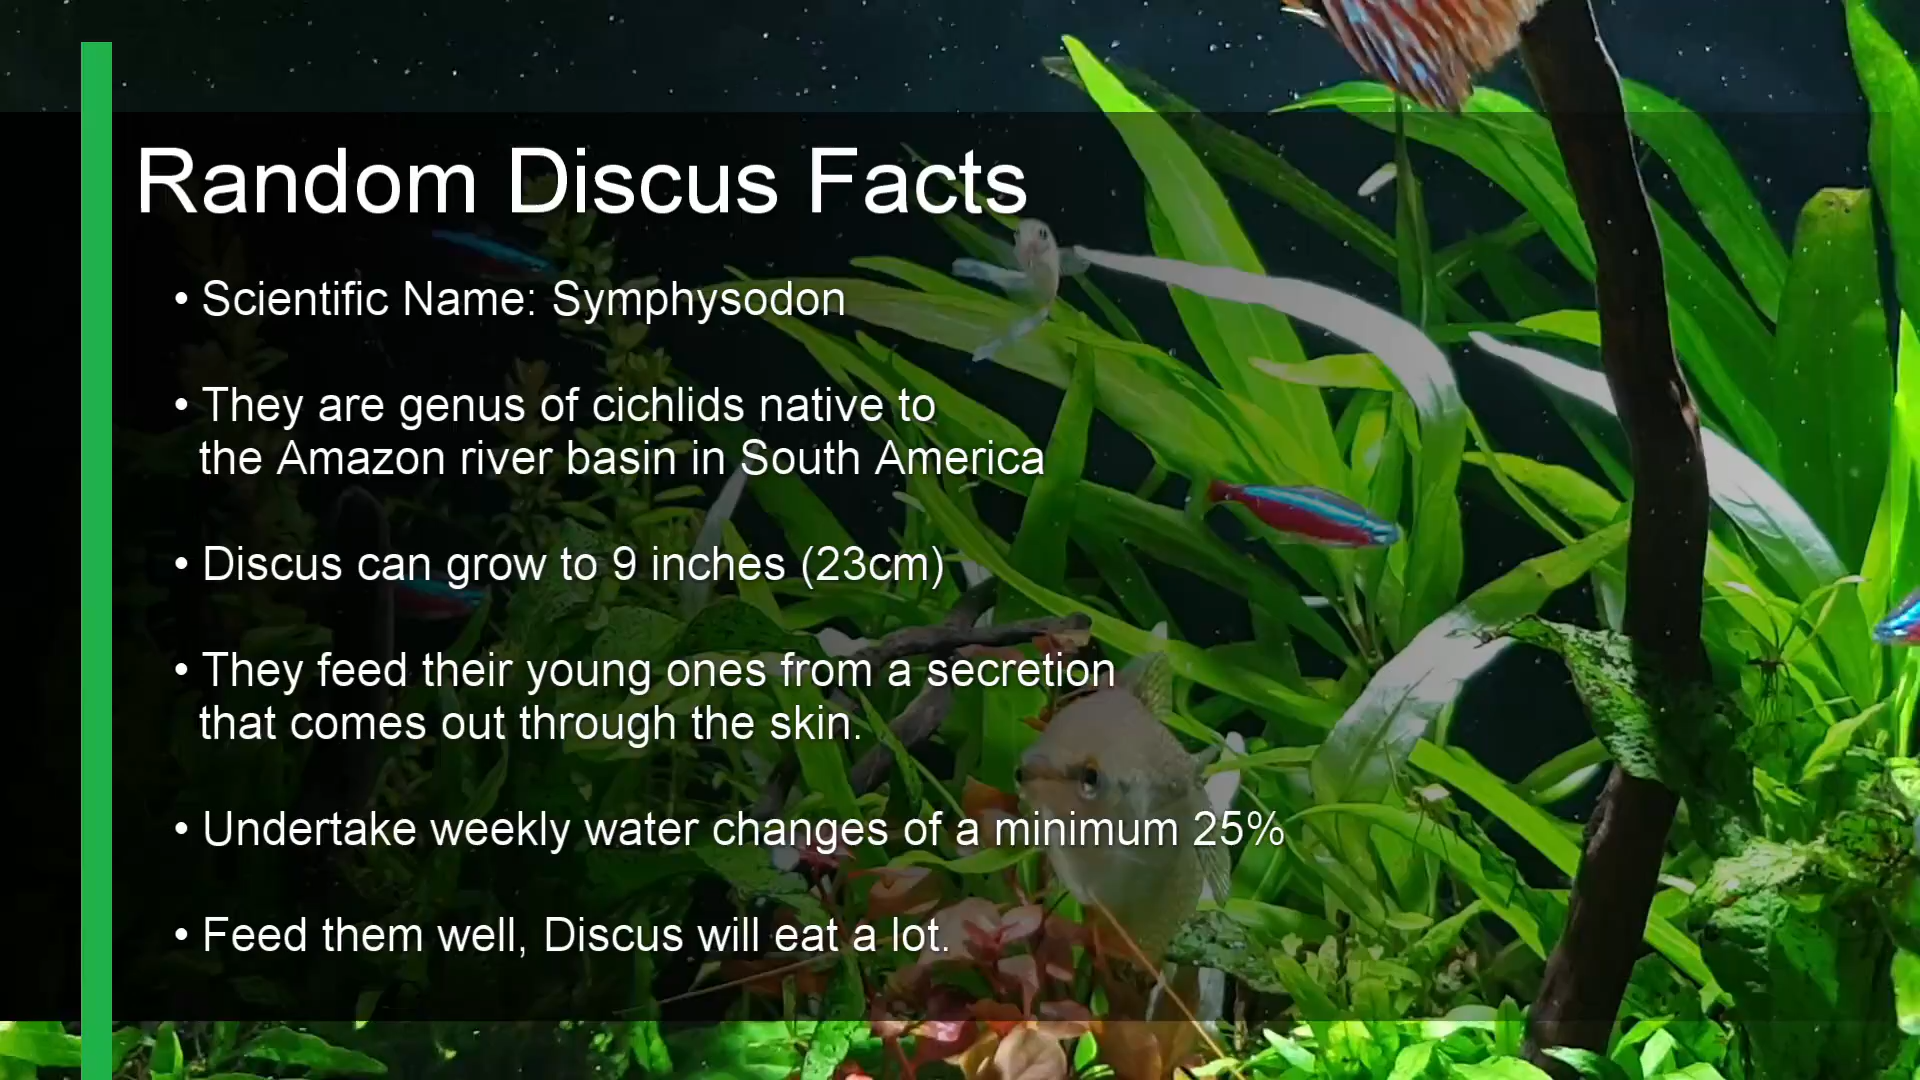 Random Discus Facts
• Scientific Name: Symphysodon
• They are genus of cichlids native to
the Amazon river basin in South America
• Discus can grow to 9 inches (23cm)
• They feed their young ones from a secretion
that comes out through the skin.
• Undertake weekly water changes of a minimum 25%
• Feed them well, Discus will eat a lot.